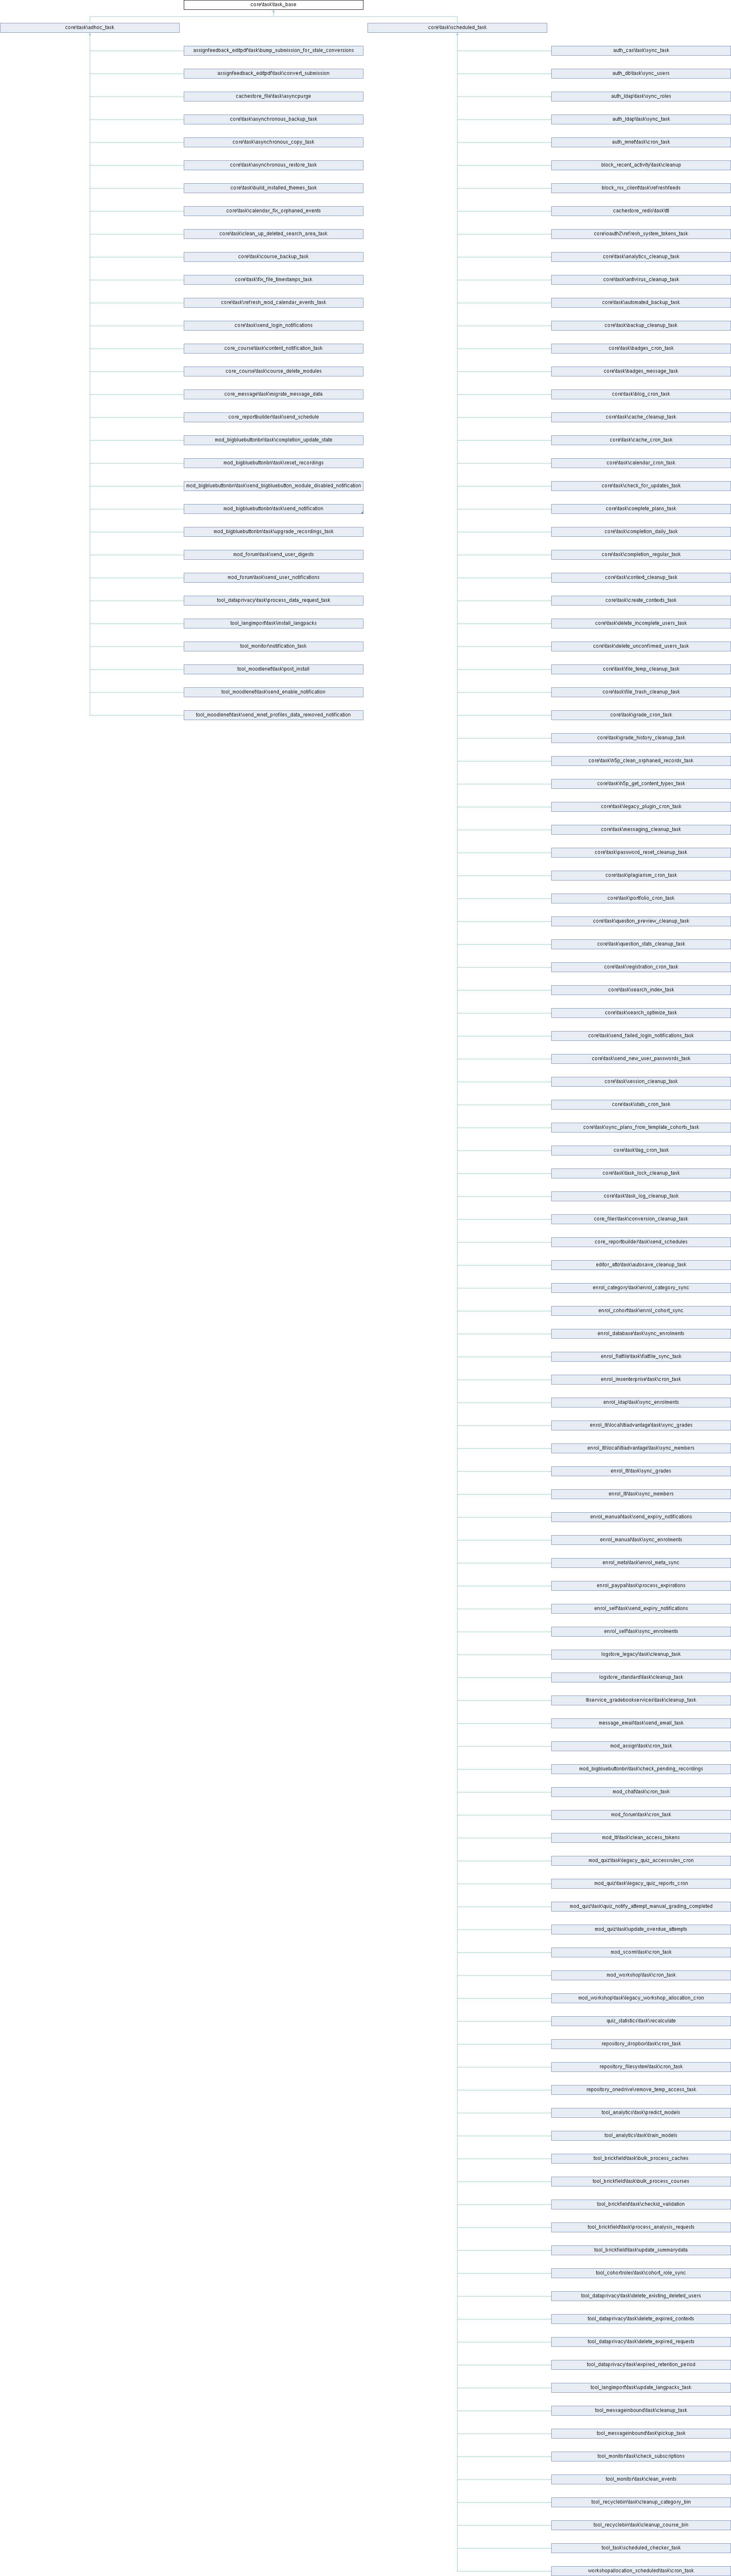 core\task\task_base
core\task\adhoc_task
core\task\scheduled_task
assignfeedback_editpdf\task\bump_submission_for_stale_conversions
assignfeedback_editpdf\task\convert_submission
cachestore_file\task\asyncpurge
core\task\asynchronous_backup_task
core\task\asynchronous_copy_task
core\task\asynchronous_restore_task
core\task\build_installed_themes_task
core\task\calendar_fix_orphaned_events
core\task\clean_up_deleted_search_area_task
core\task\course_backup_task
core\task\fix_file_timestamps_task
core\task\refresh_mod_calendar_events_task
core\task\send_login_notifications
core_course\task\content_notification_task
core_course\task\course_delete_modules
core_message\task\migrate_message_data
core_reportbuilder\task\send_schedule
mod_bigbluebuttonbn\task\completion_update_state
mod_bigbluebuttonbn\task\reset_recordings
mod_bigbluebuttonbn\task\send_bigbluebutton_module_disabled_notification
mod_bigbluebuttonbn\task\send_notification
mod_bigbluebuttonbn\task\upgrade_recordings_task
mod_forum\task\send_user_digests
mod_forum\task\send_user_notifications
tool_dataprivacy\task\process_data_request_task
tool_langimport\task\install_langpacks
tool_monitor\notification_task
tool_moodlenet\task\post_install
tool_moodlenet\task\send_enable_notification
tool_moodlenet\task\send_mnet_profiles_data_removed_notification
auth_cas\task\sync_task
auth_db\task\sync_users
auth_ldap\task\sync_roles
auth_ldap\task\sync_task
auth_mnet\task\cron_task
block_recent_activity\task\cleanup
block_rss_client\task\refreshfeeds
cachestore_redis\task\ttl
core\oauth2\refresh_system_tokens_task
core\task\analytics_cleanup_task
core\task\antivirus_cleanup_task
core\task\automated_backup_task
core\task\backup_cleanup_task
core\task\badges_cron_task
core\task\badges_message_task
core\task\blog_cron_task
core\task\cache_cleanup_task
core\task\cache_cron_task
core\task\calendar_cron_task
core\task\check_for_updates_task
core\task\complete_plans_task
core\task\completion_daily_task
core\task\completion_regular_task
core\task\context_cleanup_task
core\task\create_contexts_task
core\task\delete_incomplete_users_task
core\task\delete_unconfirmed_users_task
core\task\file_temp_cleanup_task
core\task\file_trash_cleanup_task
core\task\grade_cron_task
core\task\grade_history_cleanup_task
core\task\h5p_clean_orphaned_records_task
core\task\h5p_get_content_types_task
core\task\legacy_plugin_cron_task
core\task\messaging_cleanup_task
core\task\password_reset_cleanup_task
core\task\plagiarism_cron_task
core\task\portfolio_cron_task
core\task\question_preview_cleanup_task
core\task\question_stats_cleanup_task
core\task\registration_cron_task
core\task\search_index_task
core\task\search_optimize_task
core\task\send_failed_login_notifications_task
core\task\send_new_user_passwords_task
core\task\session_cleanup_task
core\task\stats_cron_task
core\task\sync_plans_from_template_cohorts_task
core\task\tag_cron_task
core\task\task_lock_cleanup_task
core\task\task_log_cleanup_task
core_files\task\conversion_cleanup_task
core_reportbuilder\task\send_schedules
editor_atto\task\autosave_cleanup_task
enrol_category\task\enrol_category_sync
enrol_cohort\task\enrol_cohort_sync
enrol_database\task\sync_enrolments
enrol_flatfile\task\flatfile_sync_task
enrol_imsenterprise\task\cron_task
enrol_ldap\task\sync_enrolments
enrol_lti\local\ltiadvantage\task\sync_grades
enrol_lti\local\ltiadvantage\task\sync_members
enrol_lti\task\sync_grades
enrol_lti\task\sync_members
enrol_manual\task\send_expiry_notifications
enrol_manual\task\sync_enrolments
enrol_meta\task\enrol_meta_sync
enrol_paypal\task\process_expirations
enrol_self\task\send_expiry_notifications
enrol_self\task\sync_enrolments
logstore_legacy\task\cleanup_task
logstore_standard\task\cleanup_task
ltiservice_gradebookservices\task\cleanup_task
message_email\task\send_email_task
mod_assign\task\cron_task
mod_bigbluebuttonbn\task\check_pending_recordings
mod_chat\task\cron_task
mod_forum\task\cron_task
mod_lti\task\clean_access_tokens
mod_quiz\task\legacy_quiz_accessrules_cron
mod_quiz\task\legacy_quiz_reports_cron
mod_quiz\task\quiz_notify_attempt_manual_grading_completed
mod_quiz\task\update_overdue_attempts
mod_scorm\task\cron_task
mod_workshop\task\cron_task
mod_workshop\task\legacy_workshop_allocation_cron
quiz_statistics\task\recalculate
repository_dropbox\task\cron_task
repository_filesystem\task\cron_task
repository_onedrive\remove_temp_access_task
tool_analytics\task\predict_models
tool_analytics\task\train_models
tool_brickfield\task\bulk_process_caches
tool_brickfield\task\bulk_process_courses
tool_brickfield\task\checkid_validation
tool_brickfield\task\process_analysis_requests
tool_brickfield\task\update_summarydata
tool_cohortroles\task\cohort_role_sync
tool_dataprivacy\task\delete_existing_deleted_users
tool_dataprivacy\task\delete_expired_contexts
tool_dataprivacy\task\delete_expired_requests
tool_dataprivacy\task\expired_retention_period
tool_langimport\task\update_langpacks_task
tool_messageinbound\task\cleanup_task
tool_messageinbound\task\pickup_task
tool_monitor\task\check_subscriptions
tool_monitor\task\clean_events
tool_recyclebin\task\cleanup_category_bin
tool_recyclebin\task\cleanup_course_bin
tool_task\scheduled_checker_task
workshopallocation_scheduled\task\cron_task